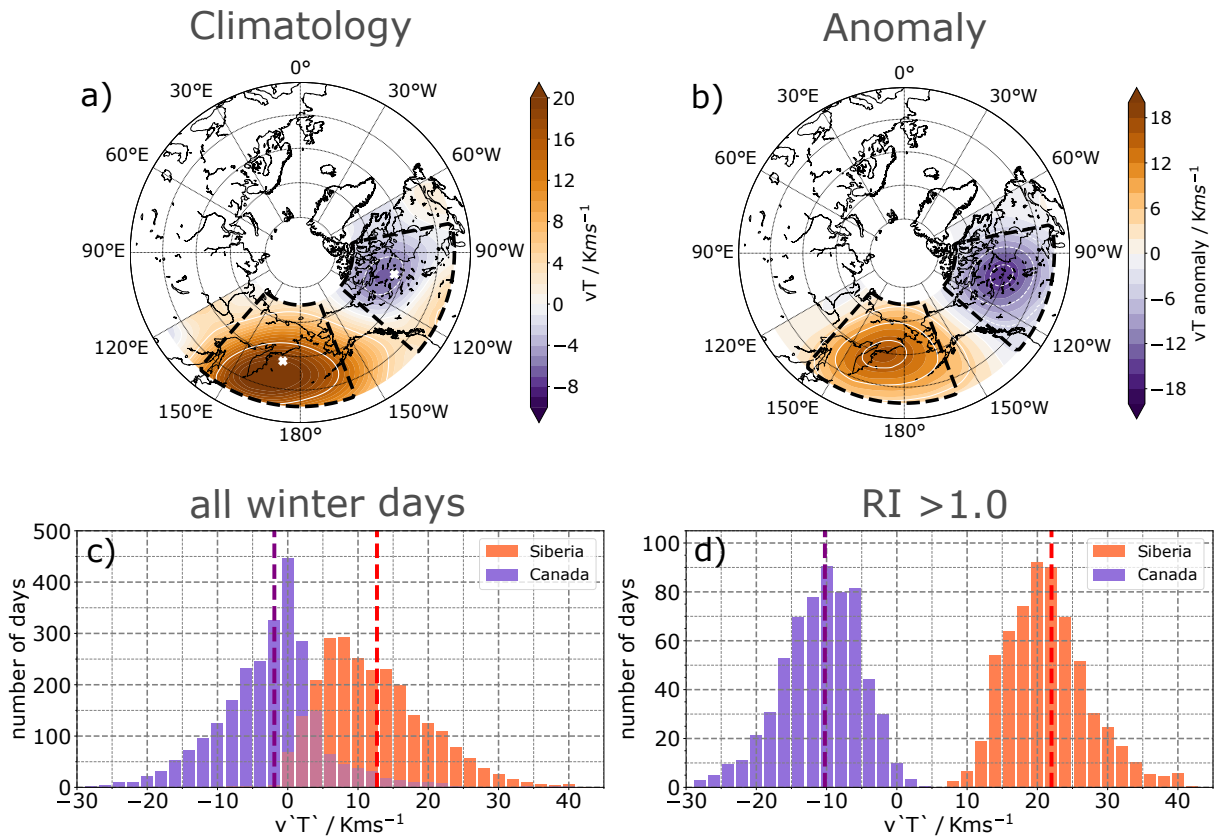 Climatology
Anomaly
a)
0°
30°E
30°W
60°E
60°W
90°E
90°W
120°E
120°W
150°E
150°W
180°
20
16
12
8
4
0
−4
−8
vT / Kms⁻¹
b)
0°
30°E
30°W
60°E
60°W
90°E
90°W
120°E
120°W
150°E
150°W
180°
18
12
6
0
−6
−12
−18
vT anomaly / Kms⁻¹
all winter days
RI >1.0
c)
Siberia
Canada
500
400
300
200
100
0
number of days
−30 −20 −10 0 10 22 30 40
v`T` / Kms⁻¹
d)
Siberia
Canada
100
80
60
40
20
0
number of days
−30 −20 −10 0 10 20 30 40
v`T` / Kms⁻¹